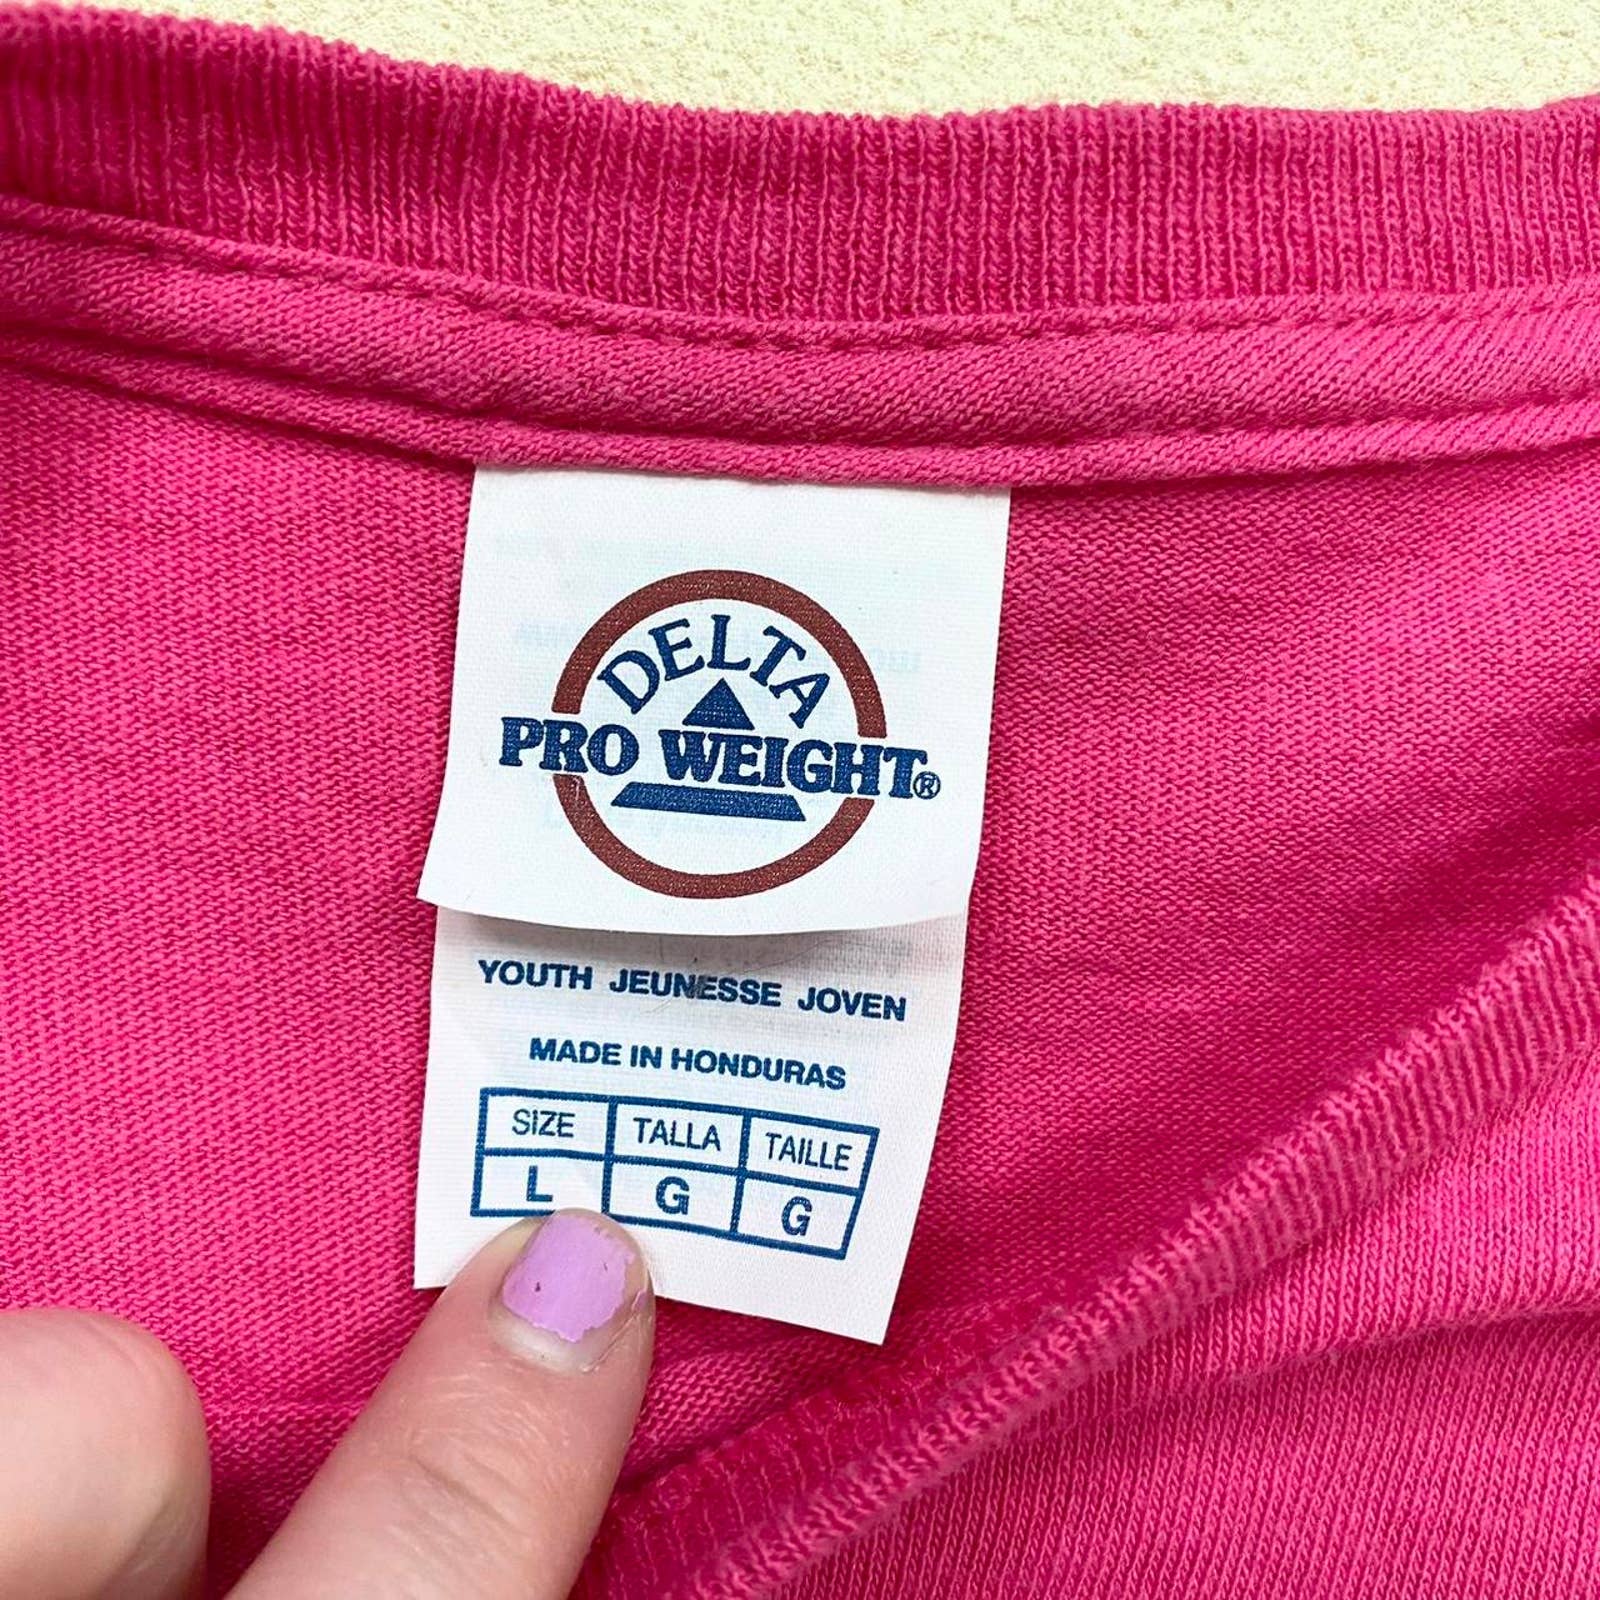 DELTA
PRO WEIGHT®
YOUTH JEUNESSE JOVEN
MADE IN HONDURAS
SIZE TALLA TAILLE
L G G